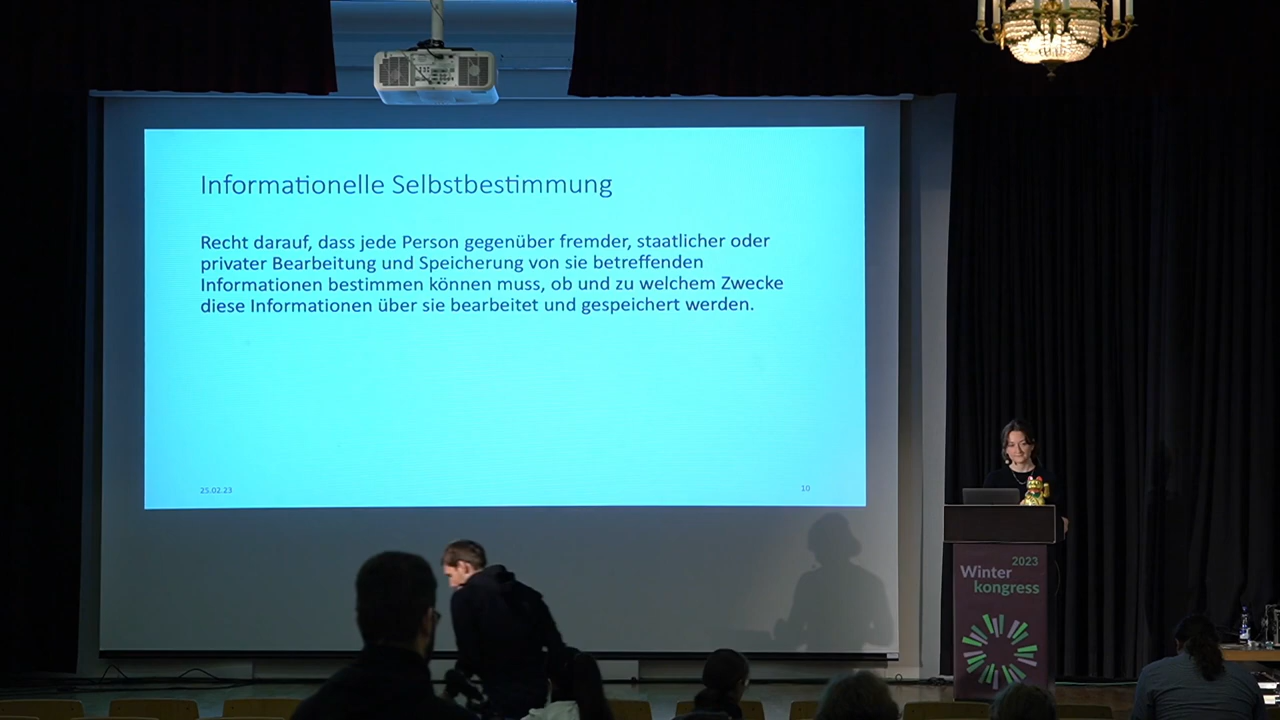 Informationelle Selbstbestimmung
Recht darauf, dass jede Person gegenüber fremder, staatlicher oder
privater Bearbeitung und Speicherung von sie betreffenden
Informationen bestimmen können muss, ob und zu welchem Zwecke
diese Informationen über sie bearbeitet und gespeichert werden.
25.02.23
10
2023
Winter
kongress